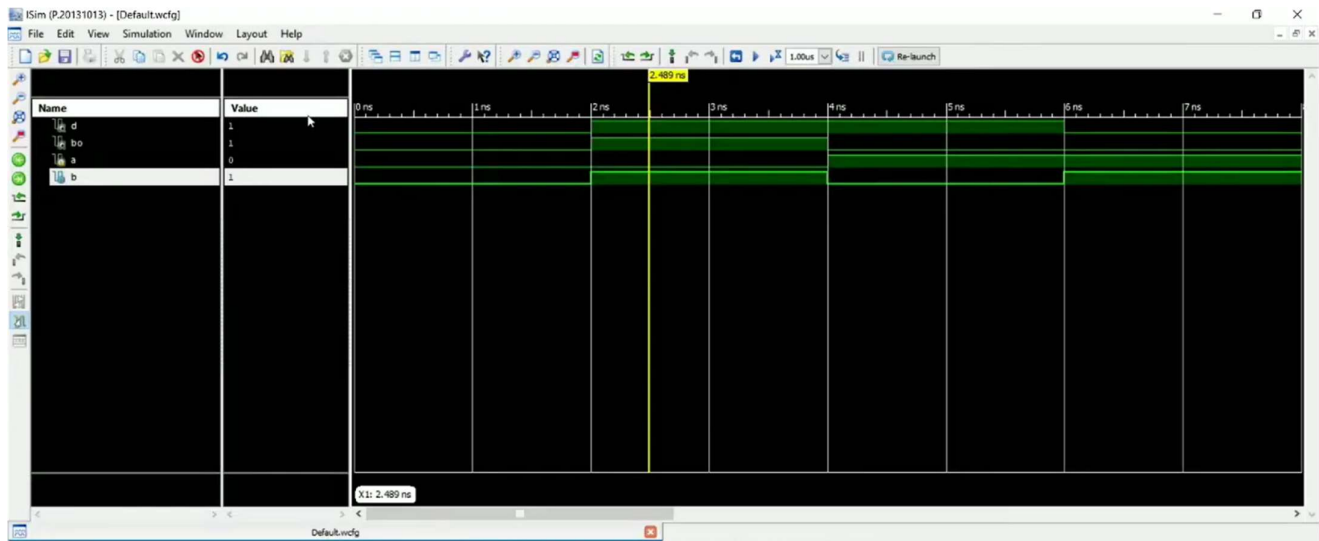 ISim (P.20131013) - [Default.wcfg]
File Edit View Simulation Window Layout Help
1.00us Re-launch
2.489 ns
Name Value
0 ns 1 ns 2 ns 3 ns 4 ns 5 ns 6 ns 7 ns
d 1
bo 1
a 0
b 1
X1: 2.489 ns
Default.wcfg